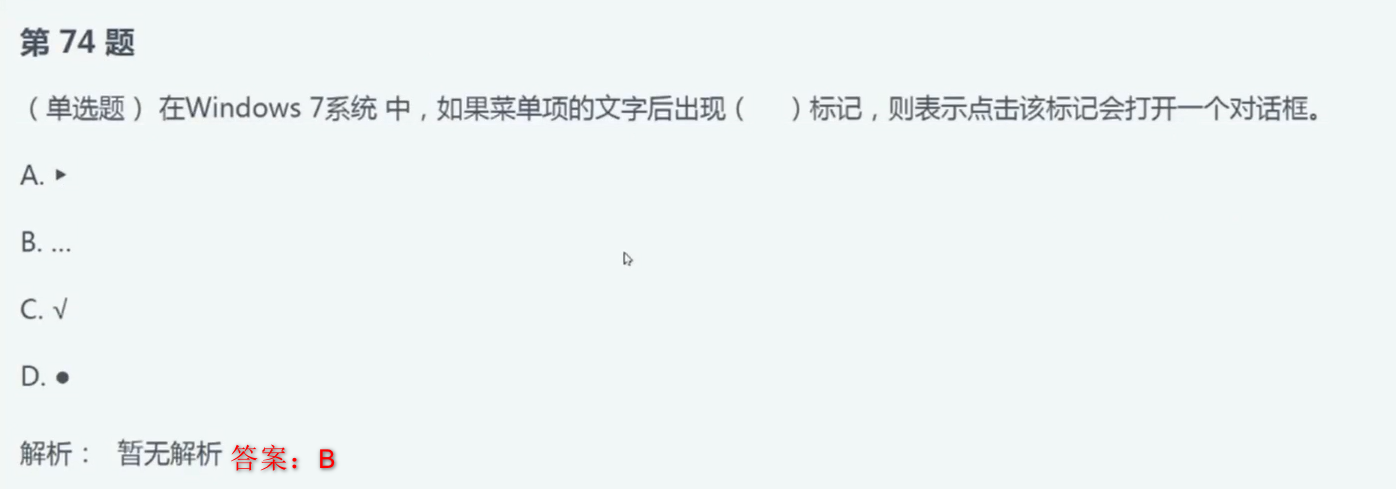 第 74 题
（单选题）在Windows 7系统 中，如果菜单项的文字后出现（　　）标记，则表示点击该标记会打开一个对话框。
A. ▶
B. ...
C. √
D. ●
解析： 暂无解析 答案：B